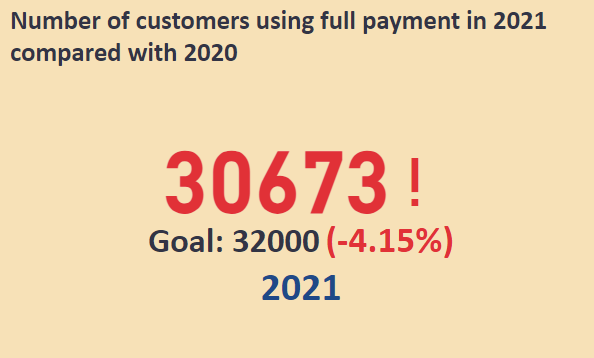 Number of customers using full payment in 2021
compared with 2020
30673 !
Goal: 32000 (-4.15%)
2021